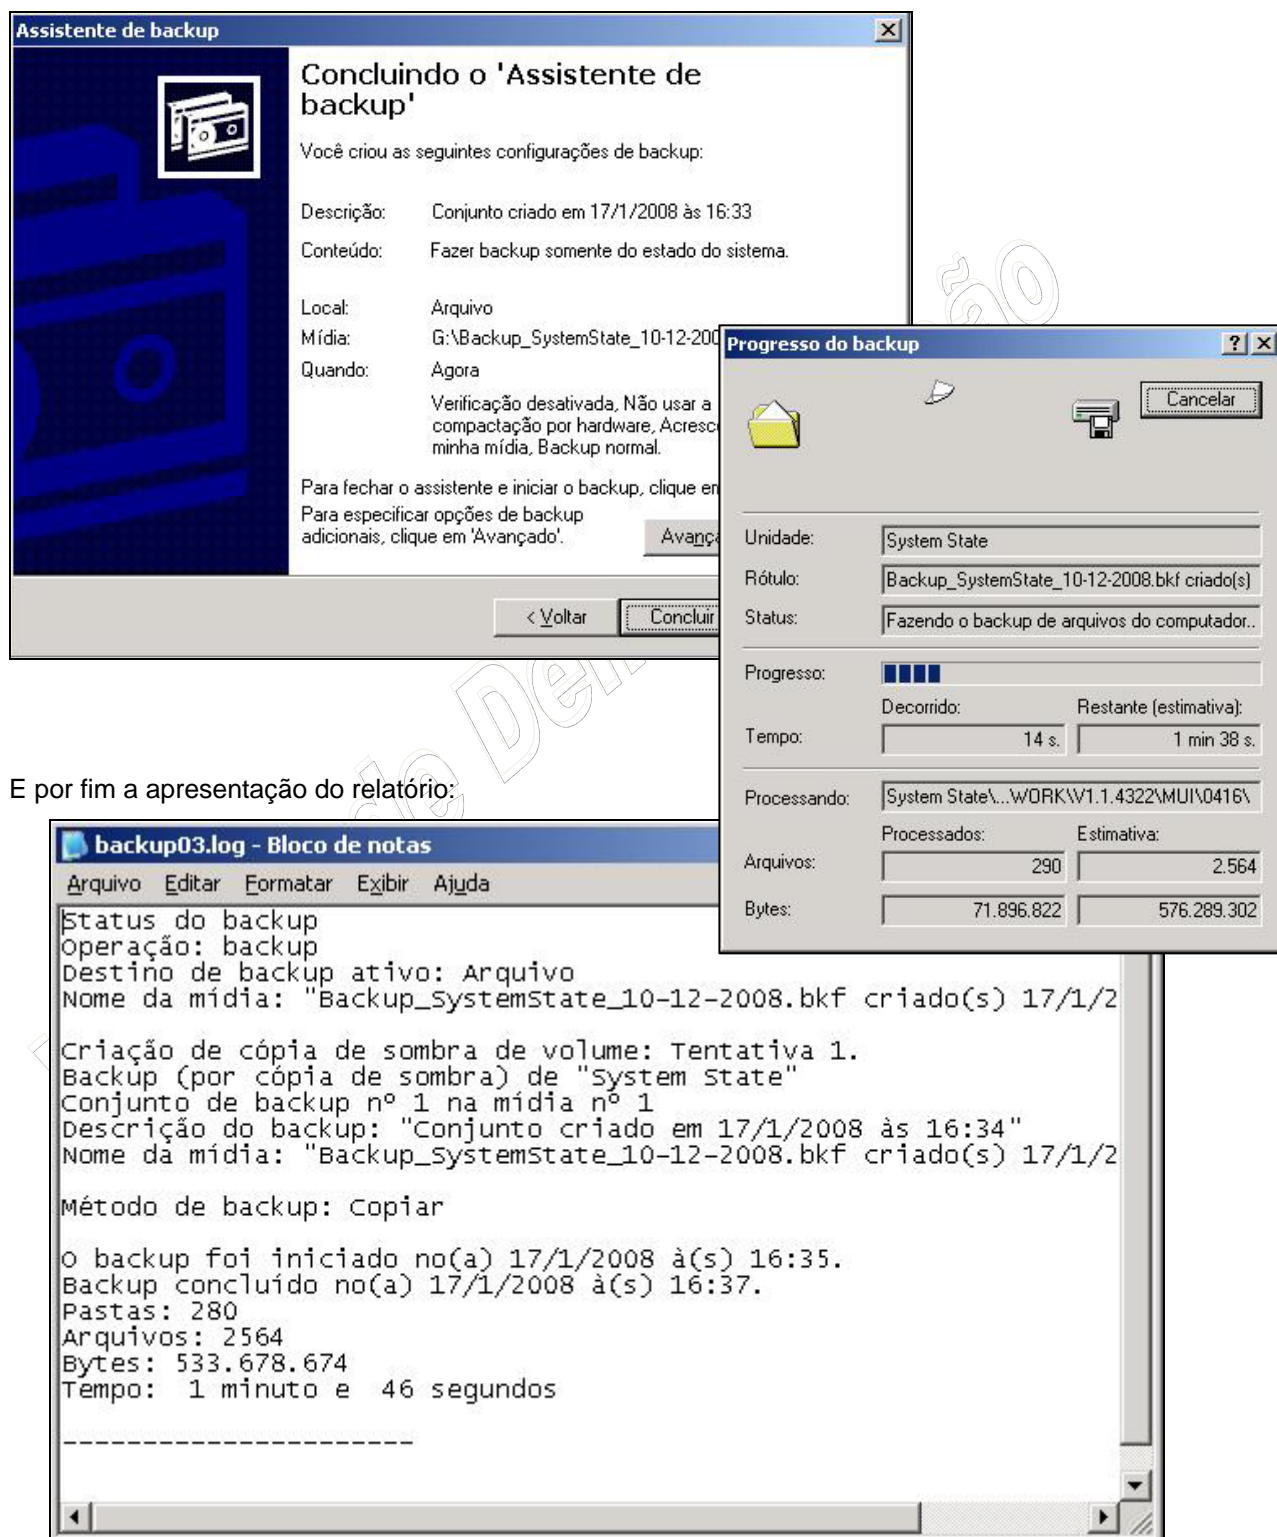 Assistente de backup
Concluindo o 'Assistente de
backup'
Você criou as seguintes configurações de backup:
Descrição: Conjunto criado em 17/1/2008 às 16:33
Conteúdo: Fazer backup somente do estado do sistema.
Local: Arquivo
Mídia: G:\Backup_SystemState_10-12-200
Quando: Agora
Verificação desativada, Não usar a
compactação por hardware, Acresc
minha mídia, Backup normal.
Para fechar o assistente e iniciar o backup, clique em
Para especificar opções de backup
adicionais, clique em 'Avançado'.
Avança
< Voltar
Concluir
Progresso do backup
Cancelar
Unidade: System State
Rótulo: Backup_SystemState_10-12-2008.bkf criado(s)
Status: Fazendo o backup de arquivos do computador..
Progresso:
Decorrido: Restante (estimativa):
Tempo: 14 s. 1 min 38 s.
Processando: System State\...WORK\V1.1.4322\MUI\0416\
Processados: Estimativa:
Arquivos: 290 2.564
Bytes: 71.896.822 576.289.302
E por fim a apresentação do relatório:
backup03.log - Bloco de notas
Arquivo Editar Formatar Exibir Ajuda
Status do backup
Operação: backup
Destino de backup ativo: Arquivo
Nome da mídia: "Backup_SystemState_10-12-2008.bkf criado(s) 17/1/2
Criação de cópia de sombra de volume: Tentativa 1.
Backup (por cópia de sombra) de "System State"
Conjunto de backup nº 1 na mídia nº 1
Descrição do backup: "Conjunto criado em 17/1/2008 às 16:34"
Nome da mídia: "Backup_SystemState_10-12-2008.bkf criado(s) 17/1/2
Método de backup: Copiar
O backup foi iniciado no(a) 17/1/2008 à(s) 16:35.
Backup concluído no(a) 17/1/2008 à(s) 16:37.
Pastas: 280
Arquivos: 2564
Bytes: 533.678.674
Tempo: 1 minuto e 46 segundos
----------------------